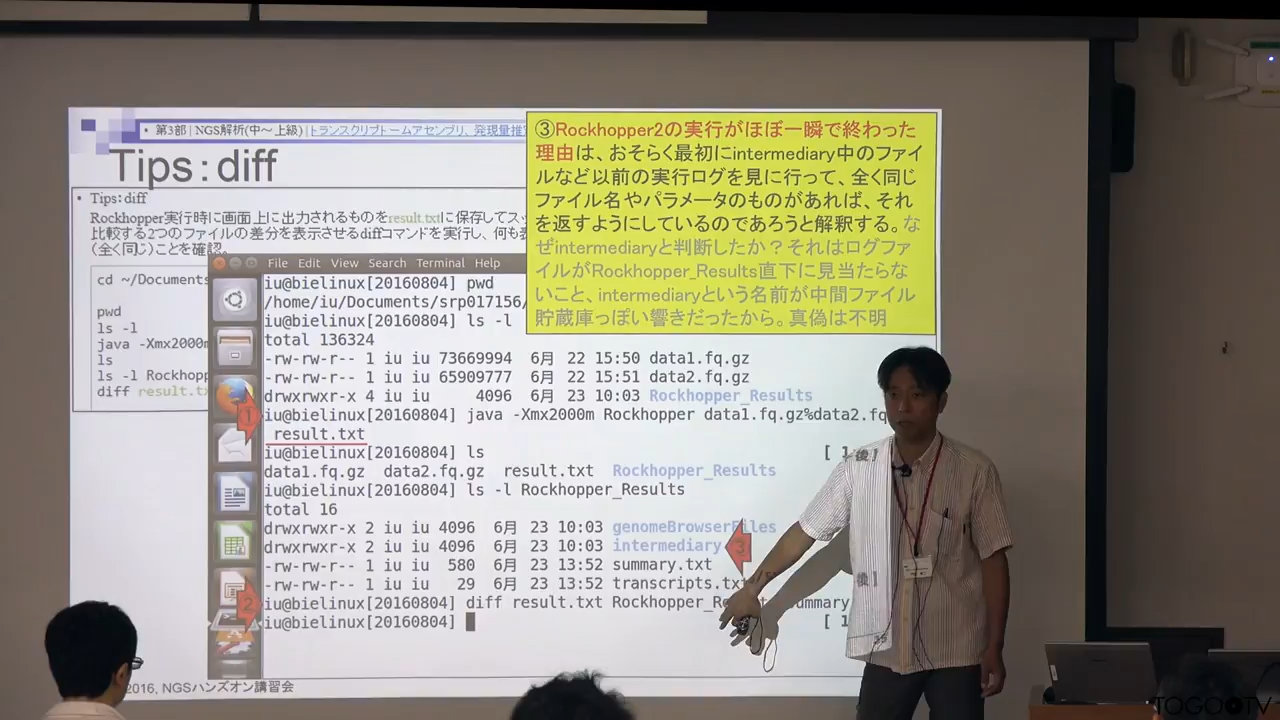 • 第3部 | NGS解析(中～上級) | トランスクリプトームアセンブリ、発現量推定
Tips：diff
• Tips：diff
Rockhopper実行時に画面上に出力されるものをresult.txtに保存してス
比較する2つのファイルの差分を表示させるdiffコマンドを実行し、何も表
（全く同じ）ことを確認。
cd ~/Documents
pwd
ls -l
java -Xmx2000m
ls
ls -l Rockhopp
diff result.tx
③Rockhopper2の実行がほぼ一瞬で終わった
理由は、おそらく最初にintermediary中のファイ
ルなど以前の実行ログを見に行って、全く同じ
ファイル名やパラメータのものがあれば、それ
を返すようにしているのであろうと解釈する。な
ぜintermediaryと判断したか？それはログファ
イルがRockhopper_Results直下に見当たらな
いこと、intermediaryという名前が中間ファイル
貯蔵庫っぽい響きだったから。真偽は不明
File Edit View Search Terminal Help
iu@bielinux[20160804] pwd
/home/iu/Documents/srp017156/
iu@bielinux[20160804] ls -l
total 136324
-rw-rw-r-- 1 iu iu 73669994 6月 22 15:50 data1.fq.gz
-rw-rw-r-- 1 iu iu 65909777 6月 22 15:51 data2.fq.gz
drwxrwxr-x 4 iu iu 4096 6月 23 10:03 Rockhopper_Results
iu@bielinux[20160804] java -Xmx2000m Rockhopper data1.fq.gz%data2.fq
result.txt
iu@bielinux[20160804] ls [ 1 後]
data1.fq.gz data2.fq.gz result.txt Rockhopper_Results
iu@bielinux[20160804] ls -l Rockhopper_Results
total 16
drwxrwxr-x 2 iu iu 4096 6月 23 10:03 genomeBrowserFiles
drwxrwxr-x 2 iu iu 4096 6月 23 10:03 intermediary
-rw-rw-r-- 1 iu iu 580 6月 23 13:52 summary.txt
-rw-rw-r-- 1 iu iu 29 6月 23 13:52 transcripts.txt 後]
iu@bielinux[20160804] diff result.txt Rockhopper_Re summary
iu@bielinux[20160804] [ 1
①
②
③
2016, NGSハンズオン講習会
TOGOTV